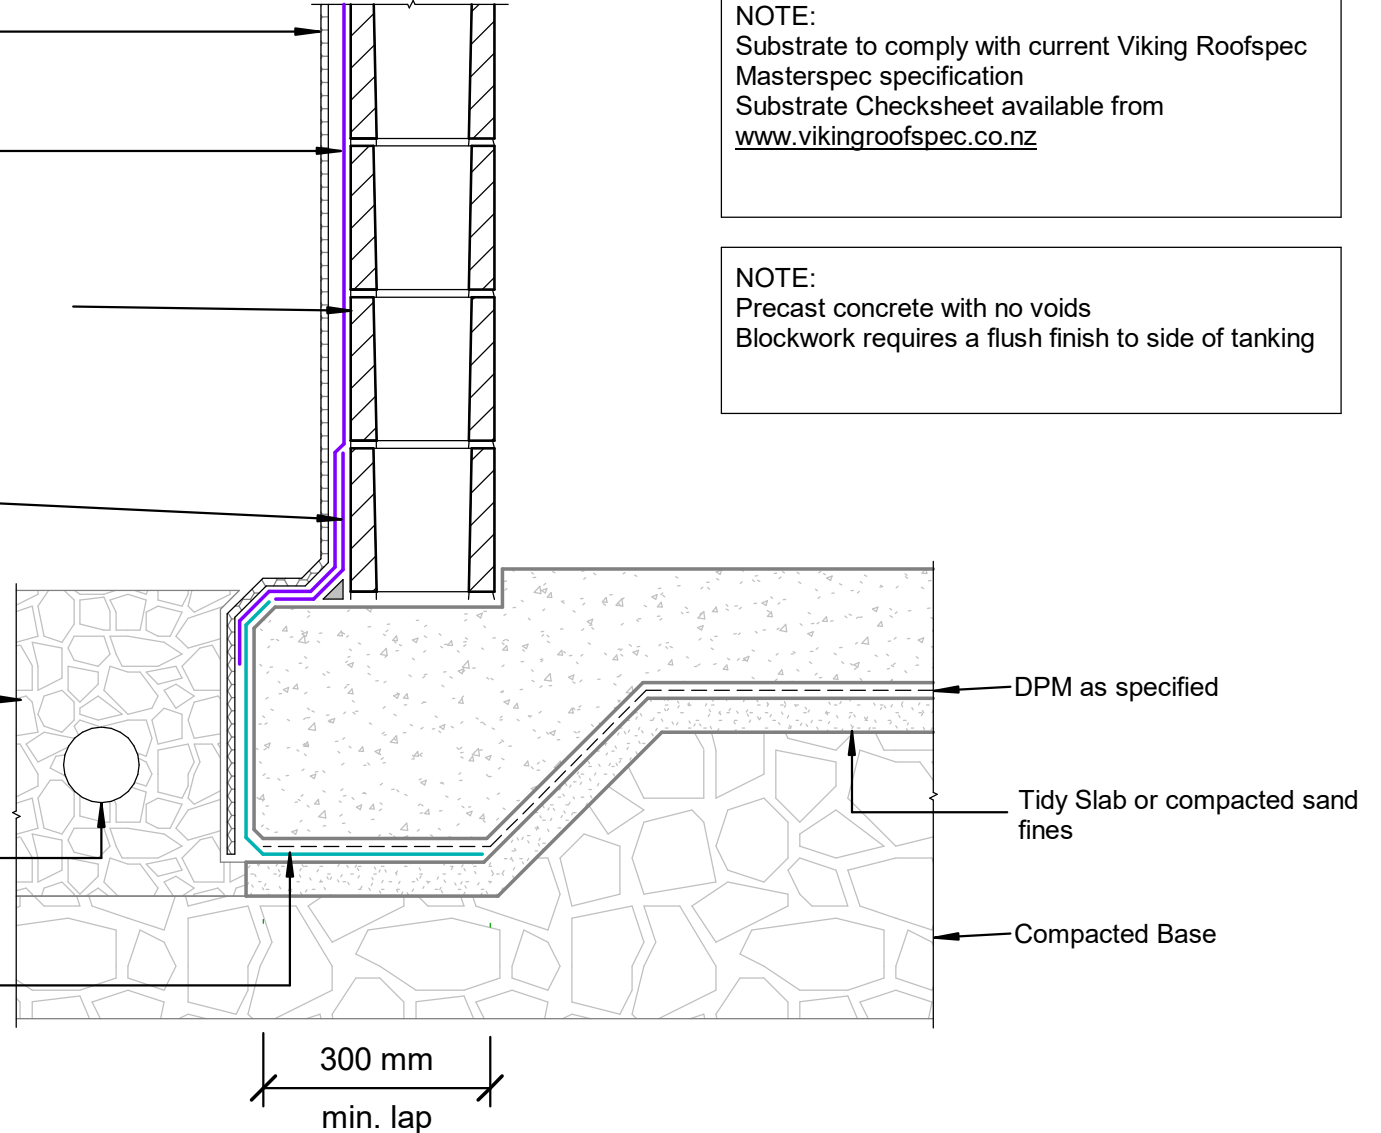 NOTE:
Substrate to comply with current Viking Roofspec
Masterspec specification
Substrate Checksheet available from
www.vikingroofspec.co.nz
NOTE:
Precast concrete with no voids
Blockwork requires a flush finish to side of tanking
DPM as specified
Tidy Slab or compacted sand
fines
Compacted Base
300 mm
min. lap